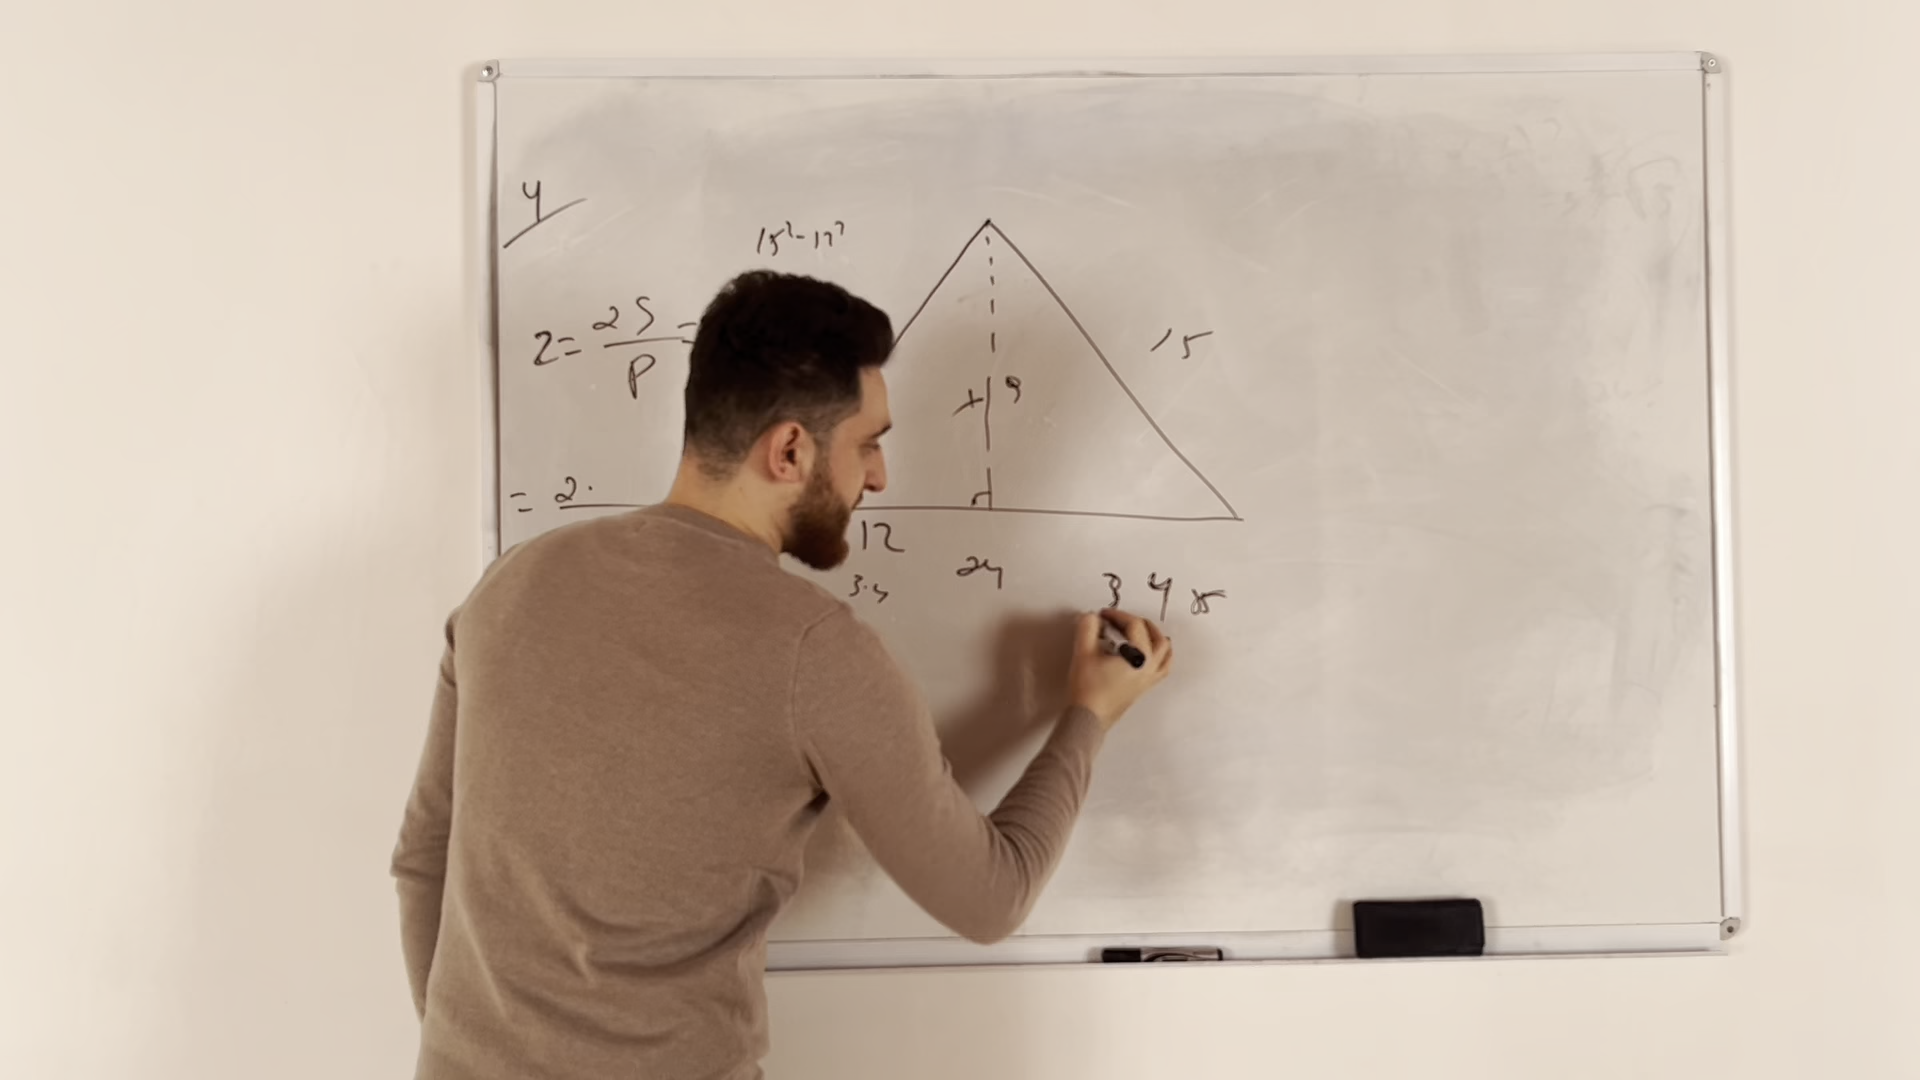 4
15² - 12²
2 = 2S / P =
15
x 9
= 2.
12
24
3·4
3 4 5